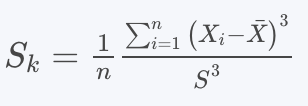 $S_k = \frac{1}{n} \frac{\sum_{i=1}^{n} (X_i - \bar{X})^3}{S^3}$